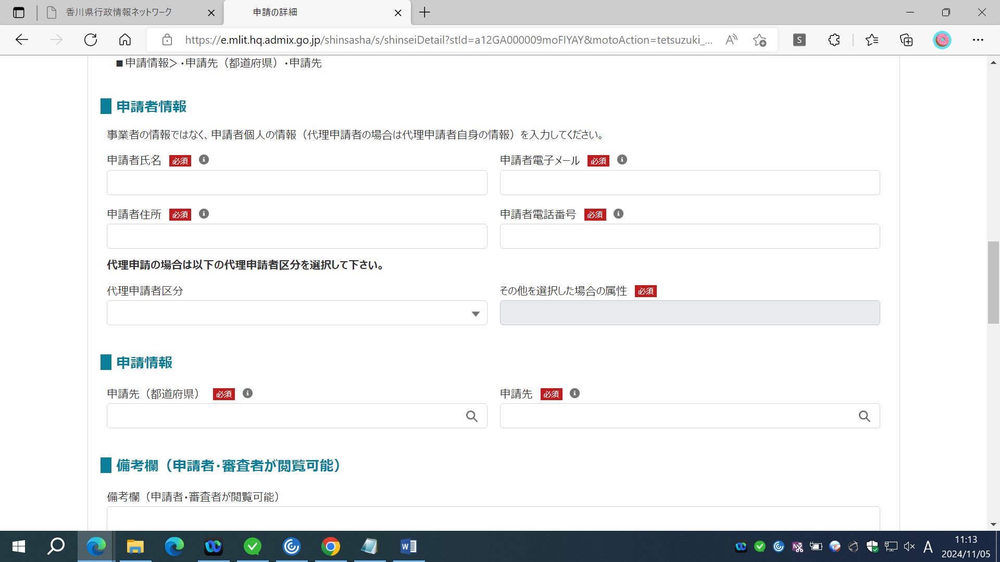 香川県行政情報ネットワーク
申請の詳細
https://e.mlit.hq.admix.go.jp/shinsasha/s/shinseiDetail?stId=a12GA000009moFIYAY&motoAction=tetsuzuki_...
S
■申請情報＞・申請先（都道府県）・申請先
申請者情報
事業者の情報ではなく、申請者個人の情報（代理申請者の場合は代理申請者自身の情報）を入力してください。
申請者氏名 必須
申請者電子メール 必須
申請者住所 必須
申請者電話番号 必須
代理申請の場合は以下の代理申請者区分を選択して下さい。
代理申請者区分
その他を選択した場合の属性 必須
申請情報
申請先（都道府県） 必須
申請先 必須
備考欄（申請者・審査者が閲覧可能）
備考欄（申請者・審査者が閲覧可能）
A
11:13
2024/11/05